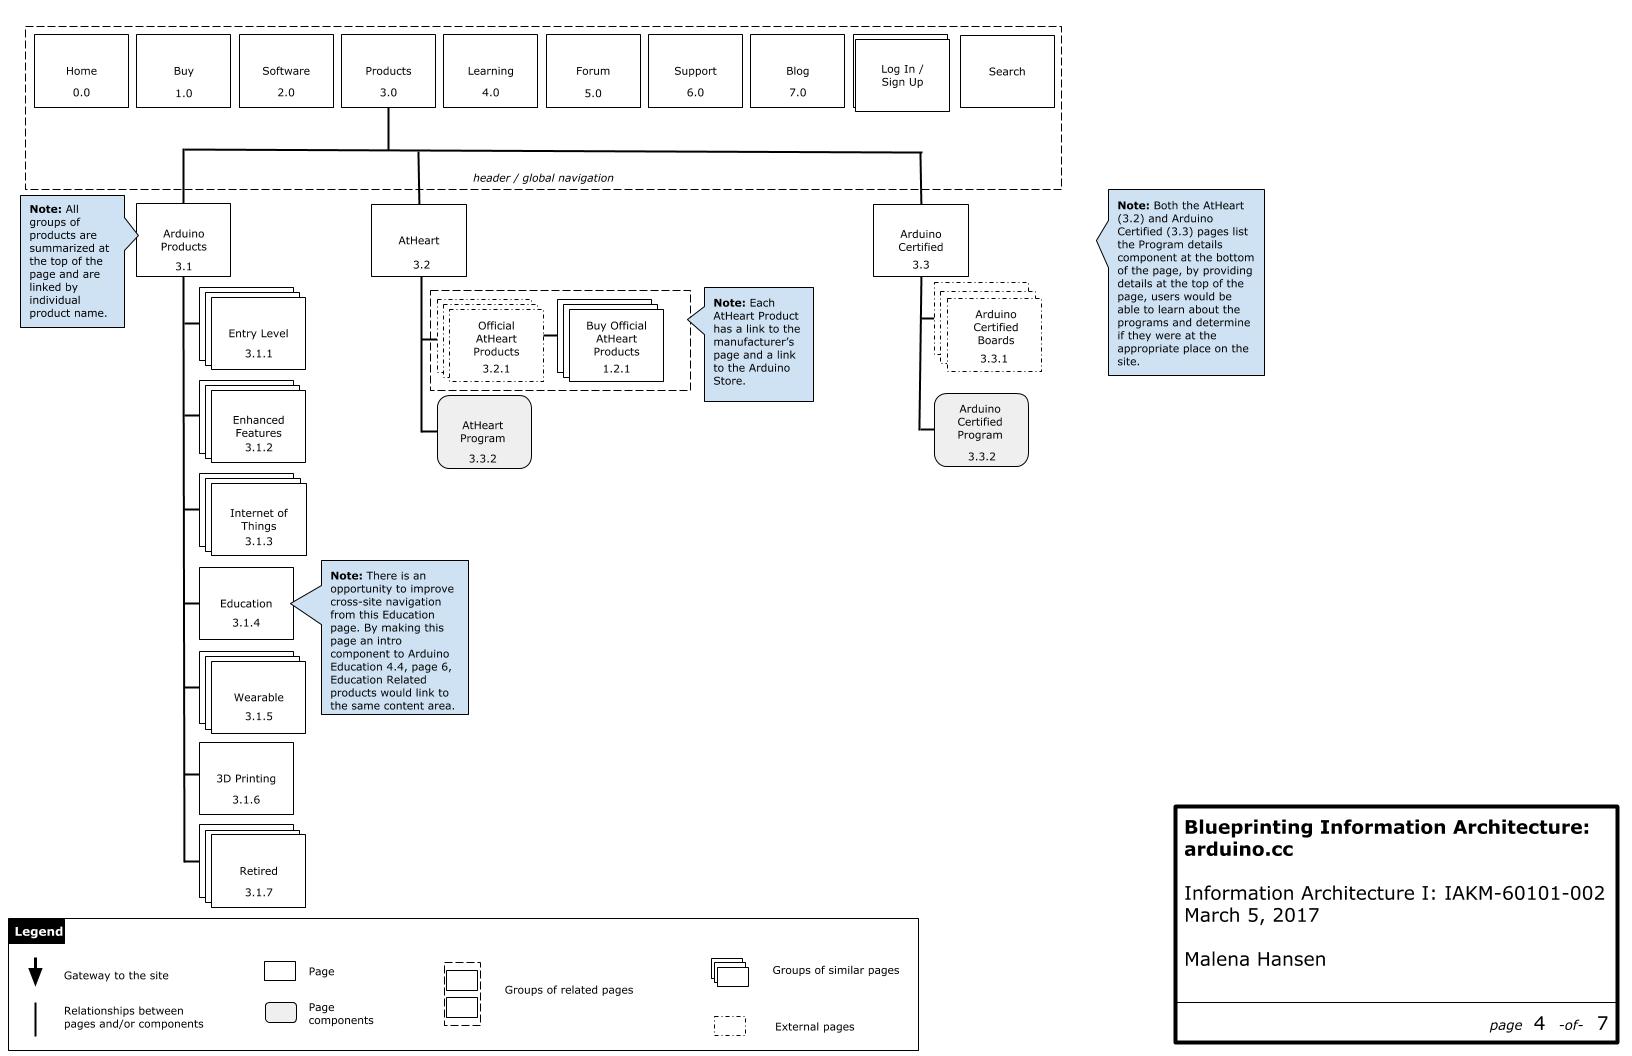 Home
0.0
Buy
1.0
Software
2.0
Products
3.0
Learning
4.0
Forum
5.0
Support
6.0
Blog
7.0
Log In /
Sign Up
Search
header / global navigation
Note: All
groups of
products are
summarized at
the top of the
page and are
linked by
individual
product name.
Arduino
Products
3.1
AtHeart
3.2
Arduino
Certified
3.3
Note: Both the AtHeart
(3.2) and Arduino
Certified (3.3) pages list
the Program details
component at the bottom
of the page, by providing
details at the top of the
page, users would be
able to learn about the
programs and determine
if they were at the
appropriate place on the
site.
Entry Level
3.1.1
Official
AtHeart
Products
3.2.1
Buy Official
AtHeart
Products
1.2.1
Note: Each
AtHeart Product
has a link to the
manufacturer's
page and a link
to the Arduino
Store.
Arduino
Certified
Boards
3.3.1
Enhanced
Features
3.1.2
AtHeart
Program
3.3.2
Arduino
Certified
Program
3.3.2
Internet of
Things
3.1.3
Education
3.1.4
Note: There is an
opportunity to improve
cross-site navigation
from this Education
page. By making this
page an intro
component to Arduino
Education 4.4, page 6,
Education Related
products would link to
the same content area.
Wearable
3.1.5
3D Printing
3.1.6
Retired
3.1.7
Legend
Gateway to the site
Relationships between
pages and/or components
Page
Page
components
Groups of related pages
Groups of similar pages
External pages
Blueprinting Information Architecture:
arduino.cc
Information Architecture I: IAKM-60101-002
March 5, 2017
Malena Hansen
page 4 -of- 7